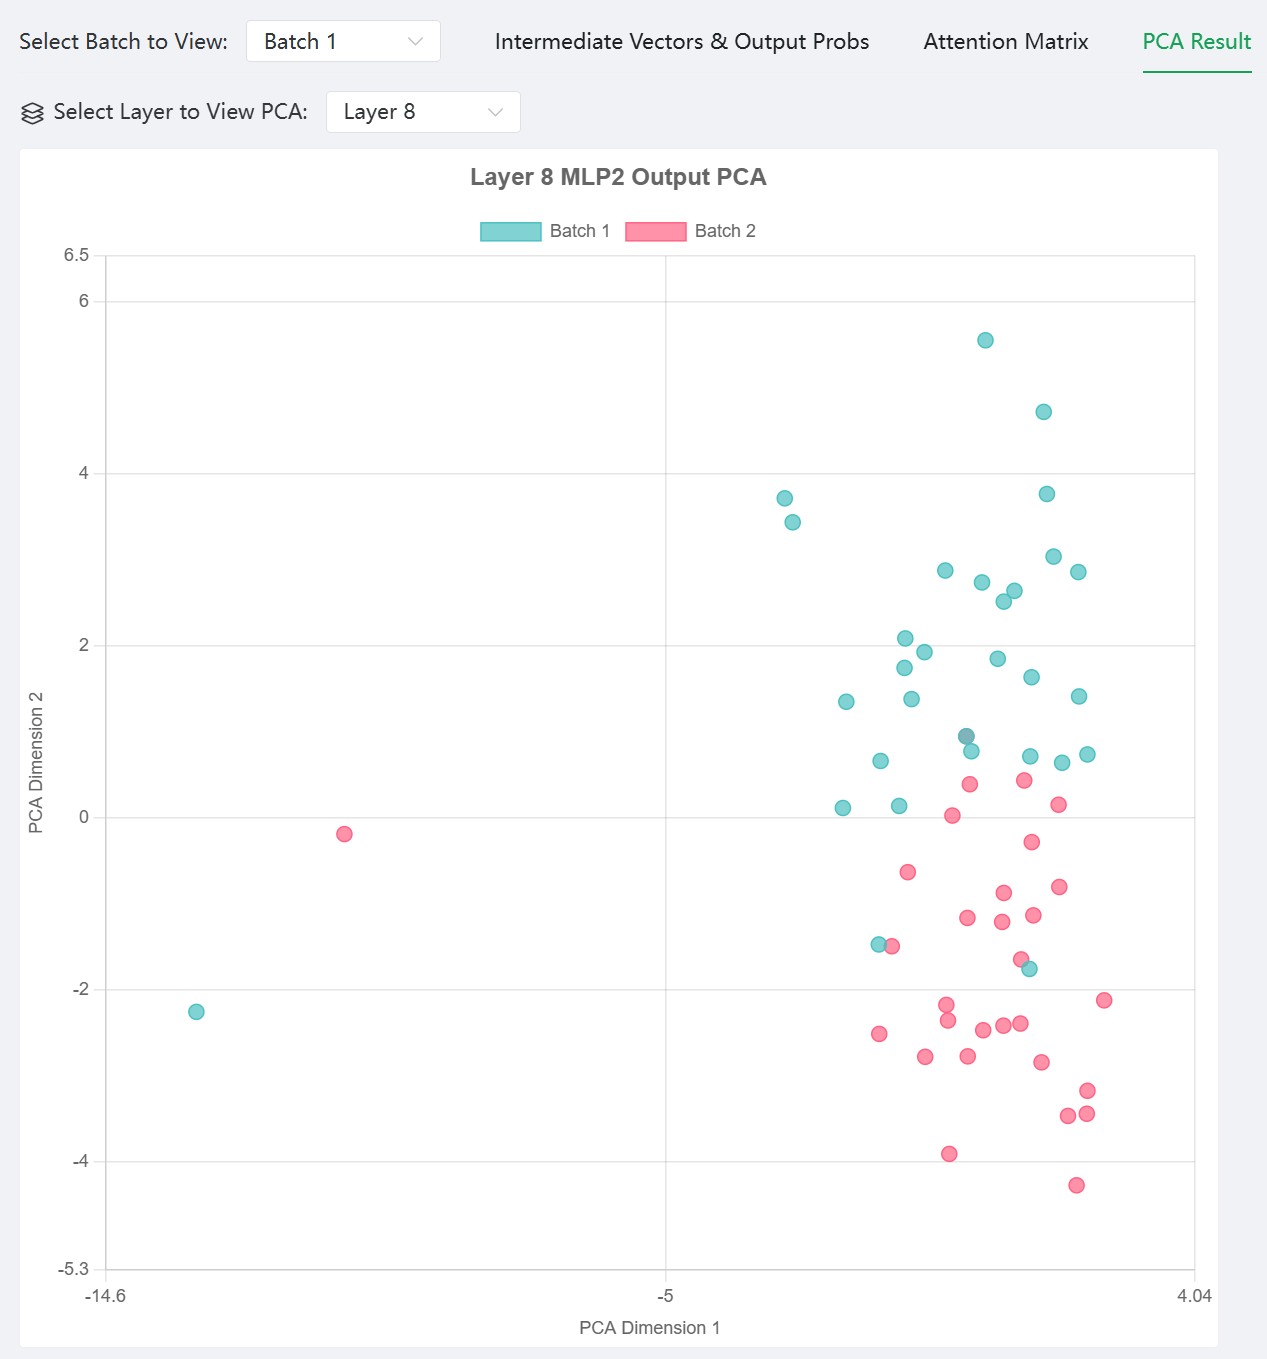 Select Batch to View: Batch 1 Intermediate Vectors & Output Probs Attention Matrix PCA Result
Select Layer to View PCA: Layer 8
Layer 8 MLP2 Output PCA
Batch 1 Batch 2
6.5
6
4
2
0
-2
-4
-5.3
PCA Dimension 2
-14.6 -5 4.04
PCA Dimension 1